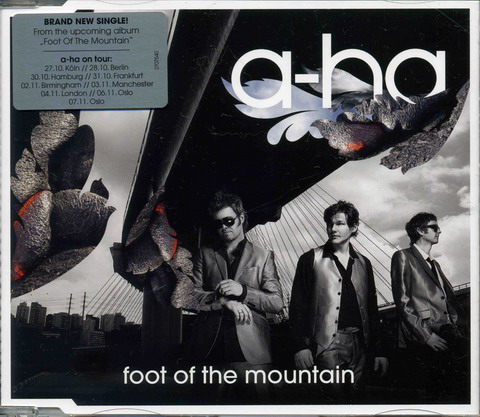 BRAND NEW SINGLE!
From the upcoming album
„Foot Of The Mountain"
a-ha on tour:
27.10. Köln // 28.10. Berlin
30.10. Hamburg // 31.10. Frankfurt
02.11. Birmingham // 03.11. Manchester
04.11. London // 06.11. Oslo
07.11. Oslo
a-ha
foot of the mountain